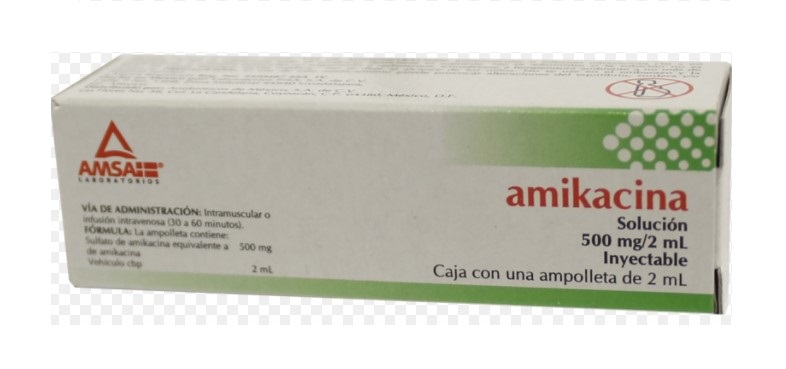 AMSA
LABORATORIOS
VÍA DE ADMINISTRACIÓN: Intramuscular o
infusión intravenosa (30 a 60 minutos).
FÓRMULA: La ampolleta contiene:
Sulfato de amikacina equivalente a 500 mg
de amikacina
Vehículo cbp 2 mL
amikacina
Solución
500 mg/2 mL
Inyectable
Caja con una ampolleta de 2 mL